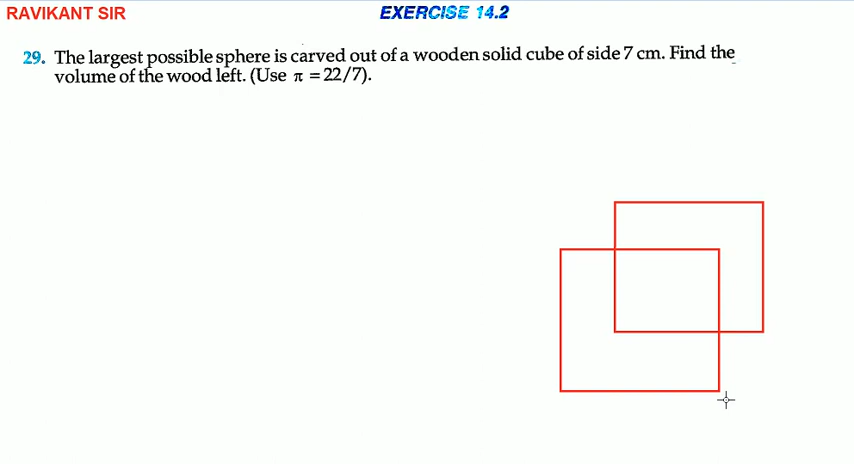 RAVIKANT SIR
EXERCISE 14.2
29. The largest possible sphere is carved out of a wooden solid cube of side 7 cm. Find the
volume of the wood left. (Use π = 22/7).